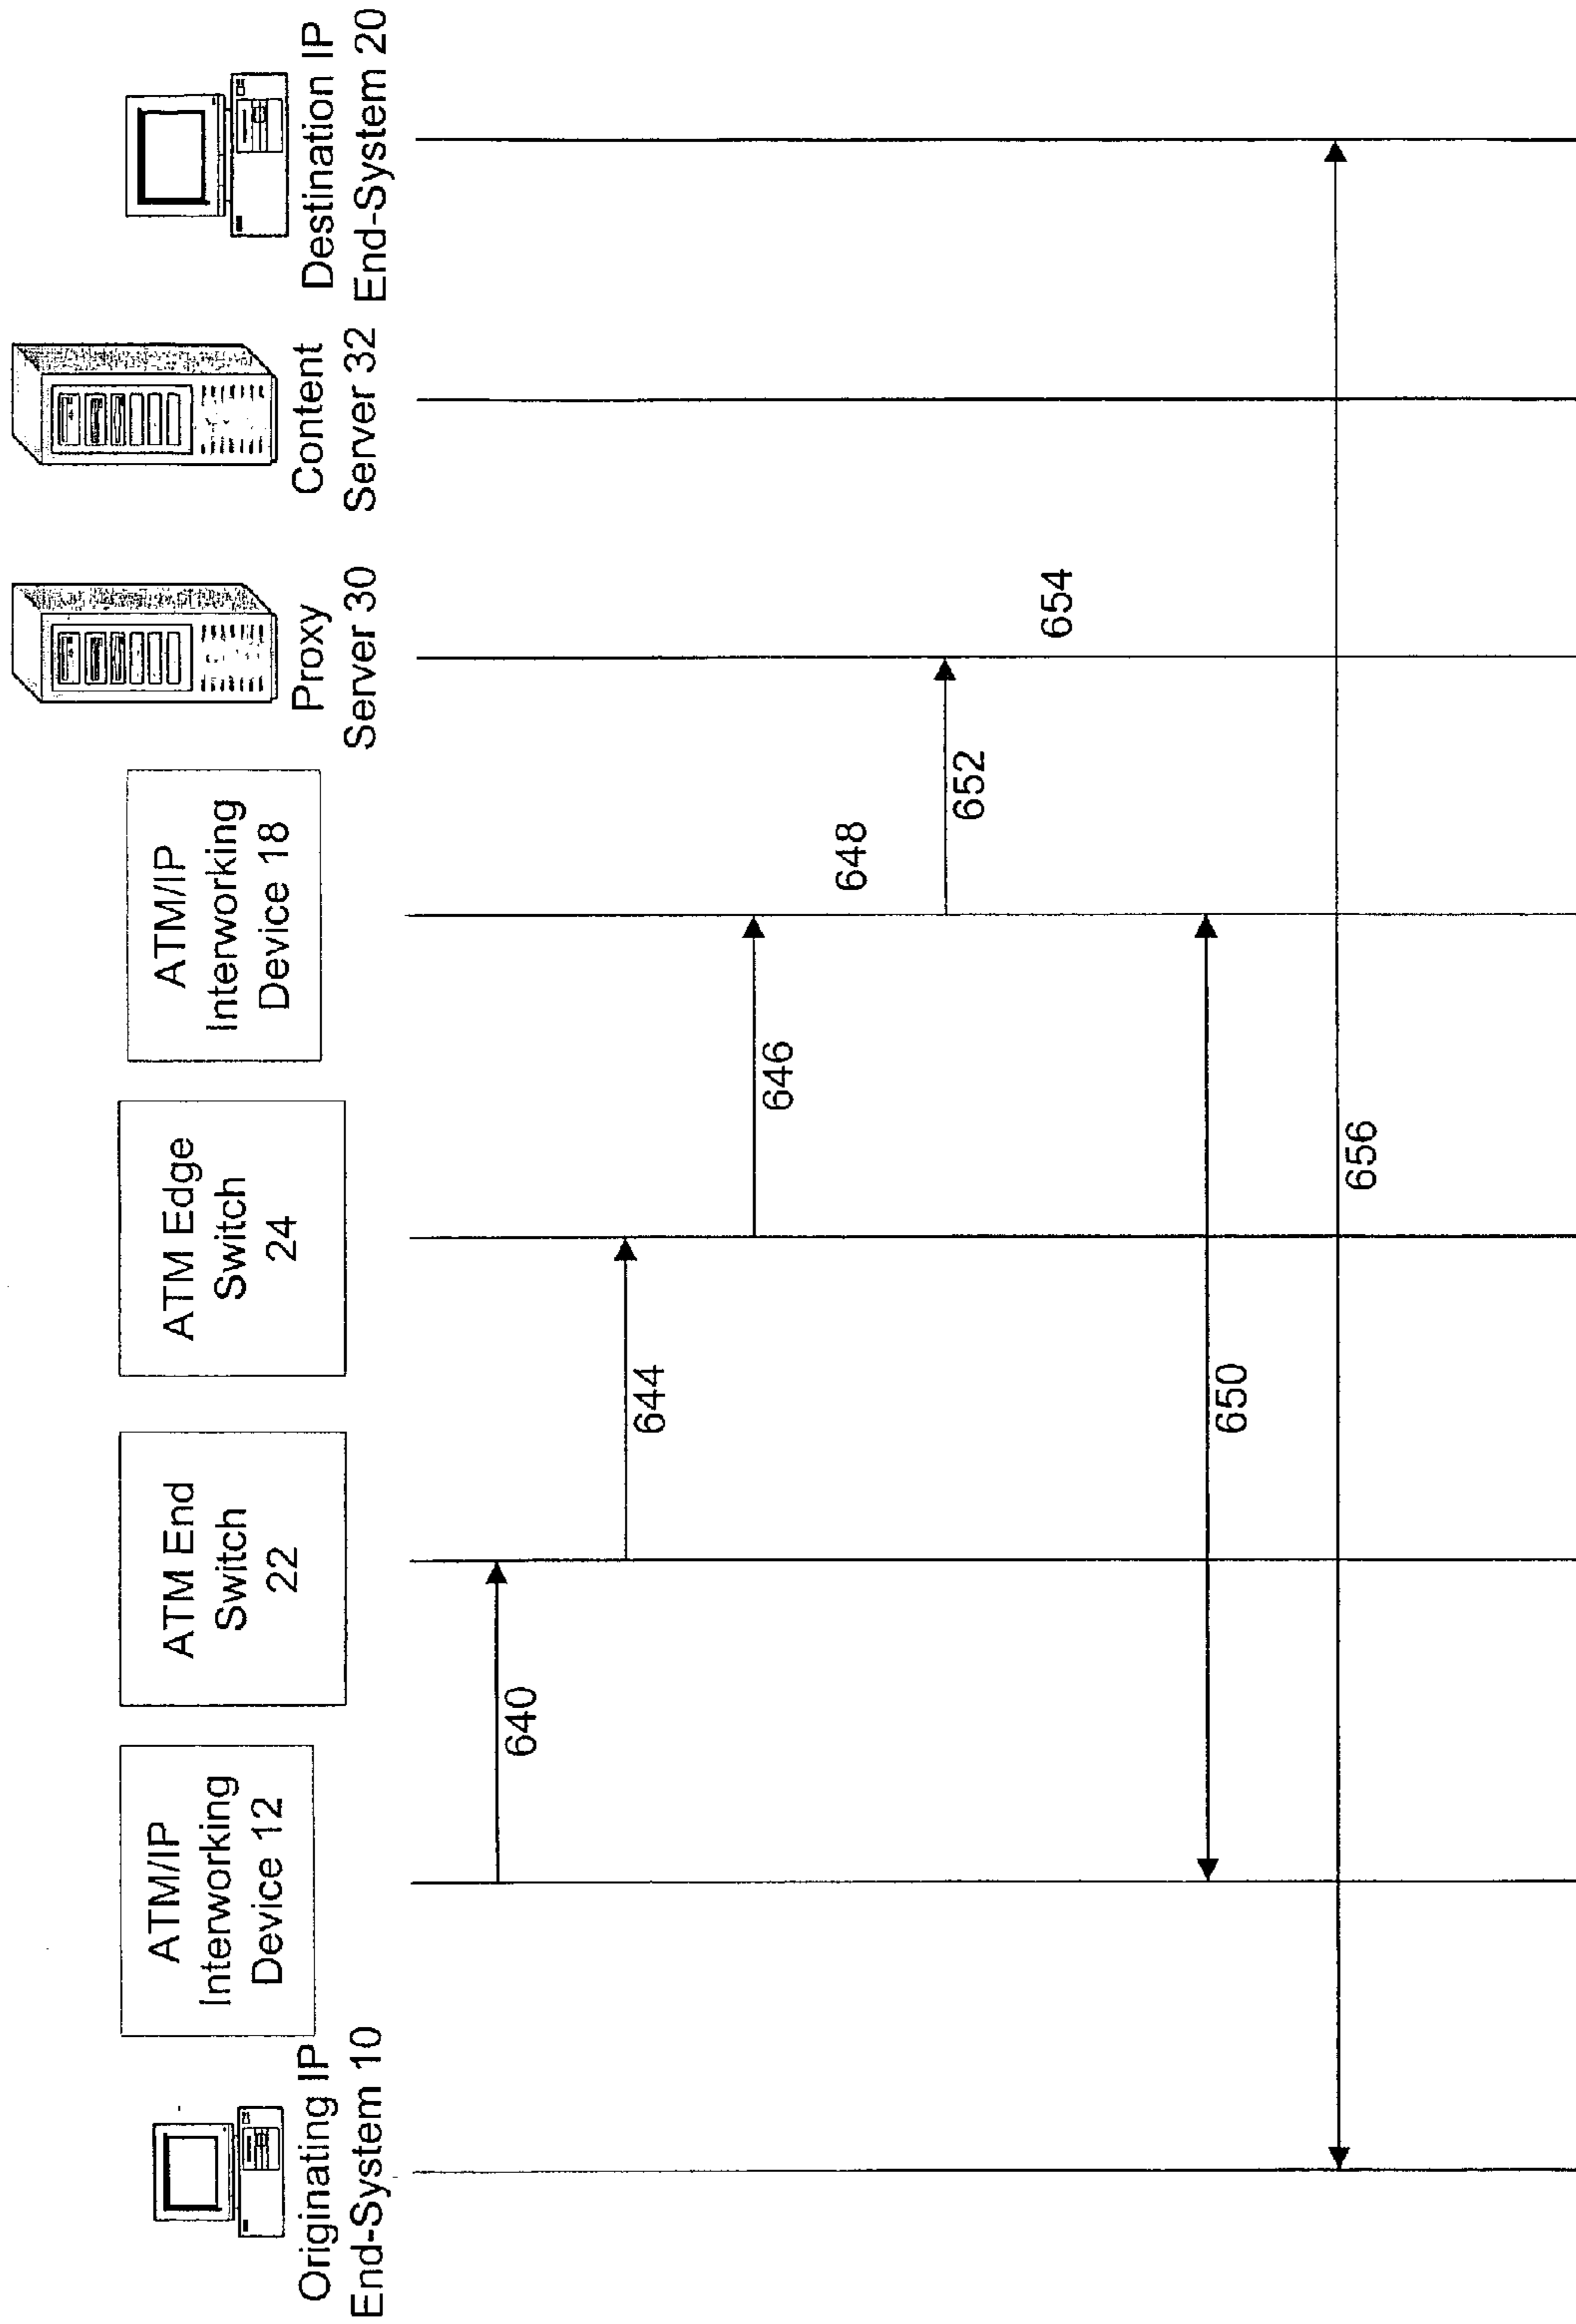 Originating IP
End-System 10
ATM/IP
Interworking
Device 12
ATM End
Switch
22
ATM Edge
Switch
24
ATM/IP
Interworking
Device 18
Proxy
Server 30
Content
Server 32
Destination IP
End-System 20
640
644
646
648
652
654
650
656